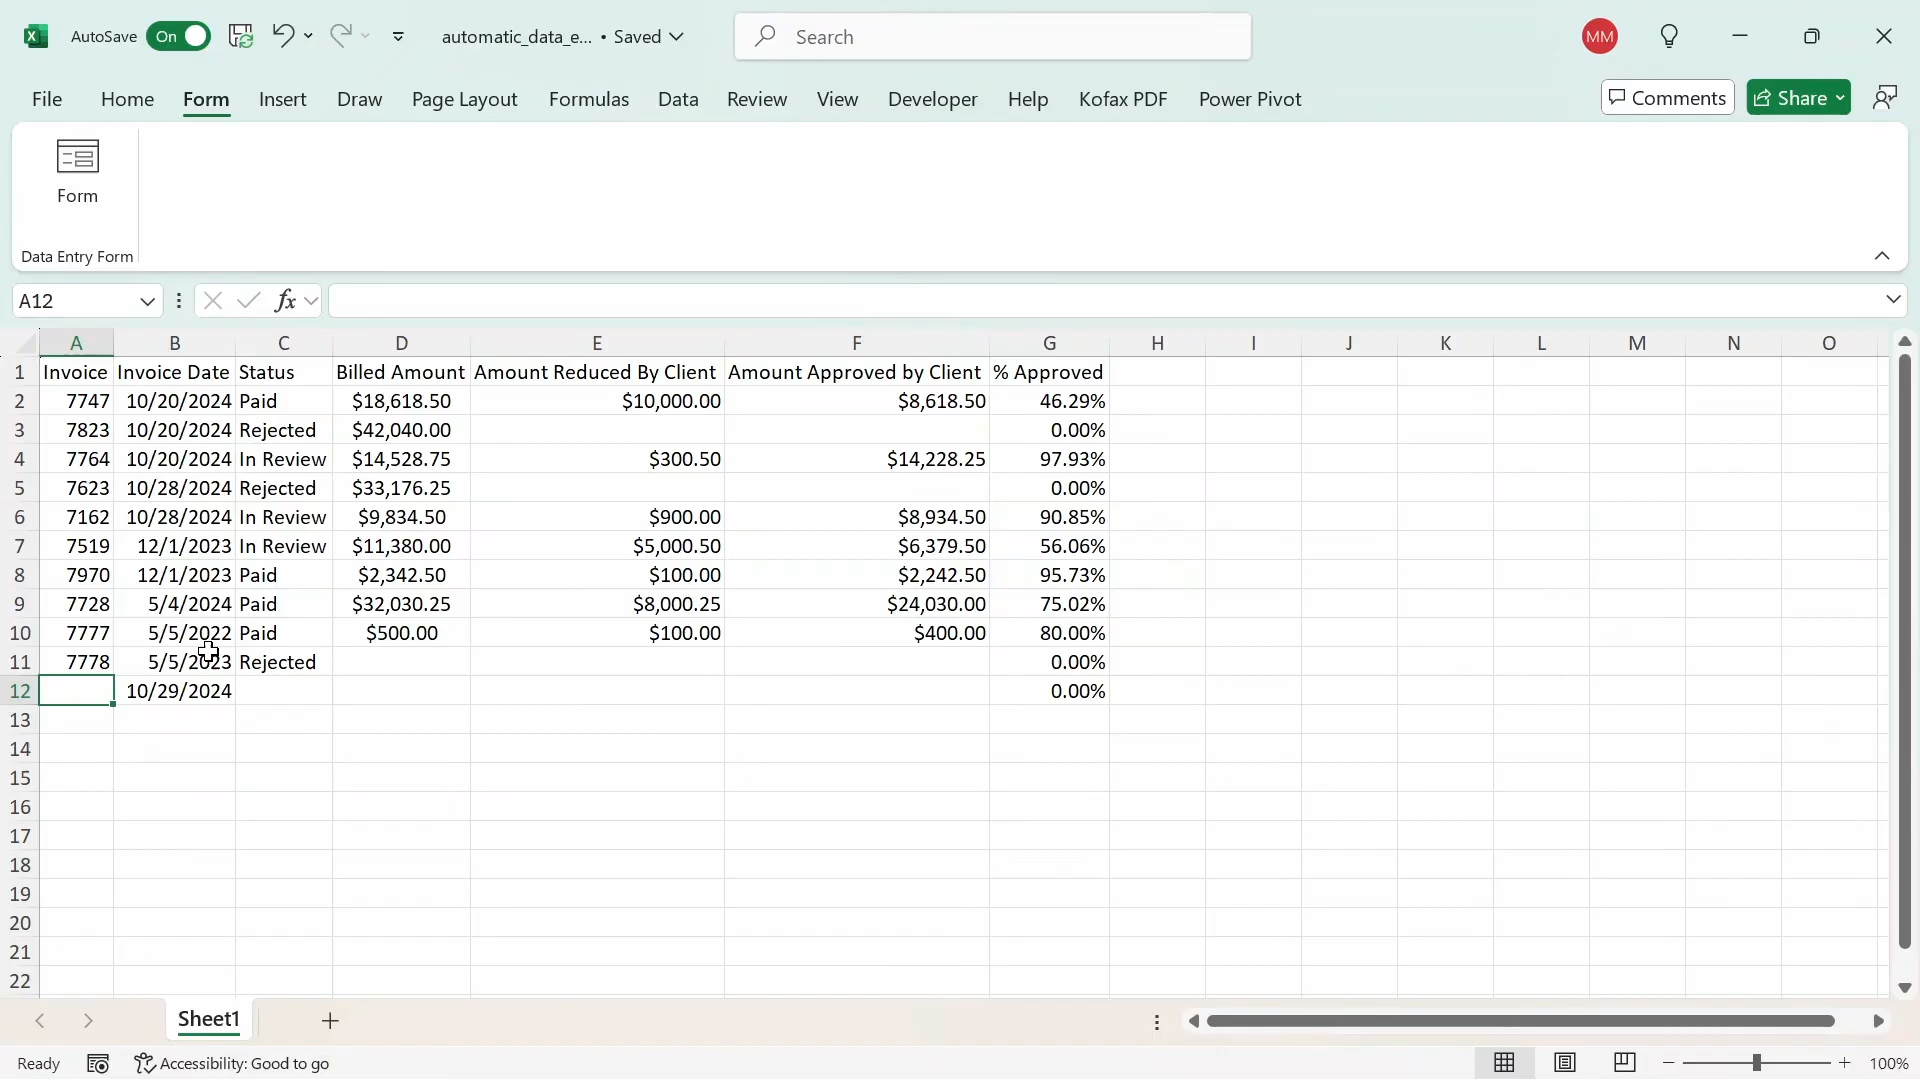 AutoSave On automatic_data_e... • Saved Search MM
File Home Form Insert Draw Page Layout Formulas Data Review View Developer Help Kofax PDF Power Pivot Comments Share
Form
Data Entry Form
A12 fx
A B C D E F G H I J K L M N O
1 Invoice Invoice Date Status Billed Amount Amount Reduced By Client Amount Approved by Client % Approved
2 7747 10/20/2024 Paid $18,618.50 $10,000.00 $8,618.50 46.29%
3 7823 10/20/2024 Rejected $42,040.00 0.00%
4 7764 10/20/2024 In Review $14,528.75 $300.50 $14,228.25 97.93%
5 7623 10/28/2024 Rejected $33,176.25 0.00%
6 7162 10/28/2024 In Review $9,834.50 $900.00 $8,934.50 90.85%
7 7519 12/1/2023 In Review $11,380.00 $5,000.50 $6,379.50 56.06%
8 7970 12/1/2023 Paid $2,342.50 $100.00 $2,242.50 95.73%
9 7728 5/4/2024 Paid $32,030.25 $8,000.25 $24,030.00 75.02%
10 7777 5/5/2022 Paid $500.00 $100.00 $400.00 80.00%
11 7778 5/5/2023 Rejected 0.00%
12 10/29/2024 0.00%
13
14
15
16
17
18
19
20
21
22
Sheet1
Ready Accessibility: Good to go 100%